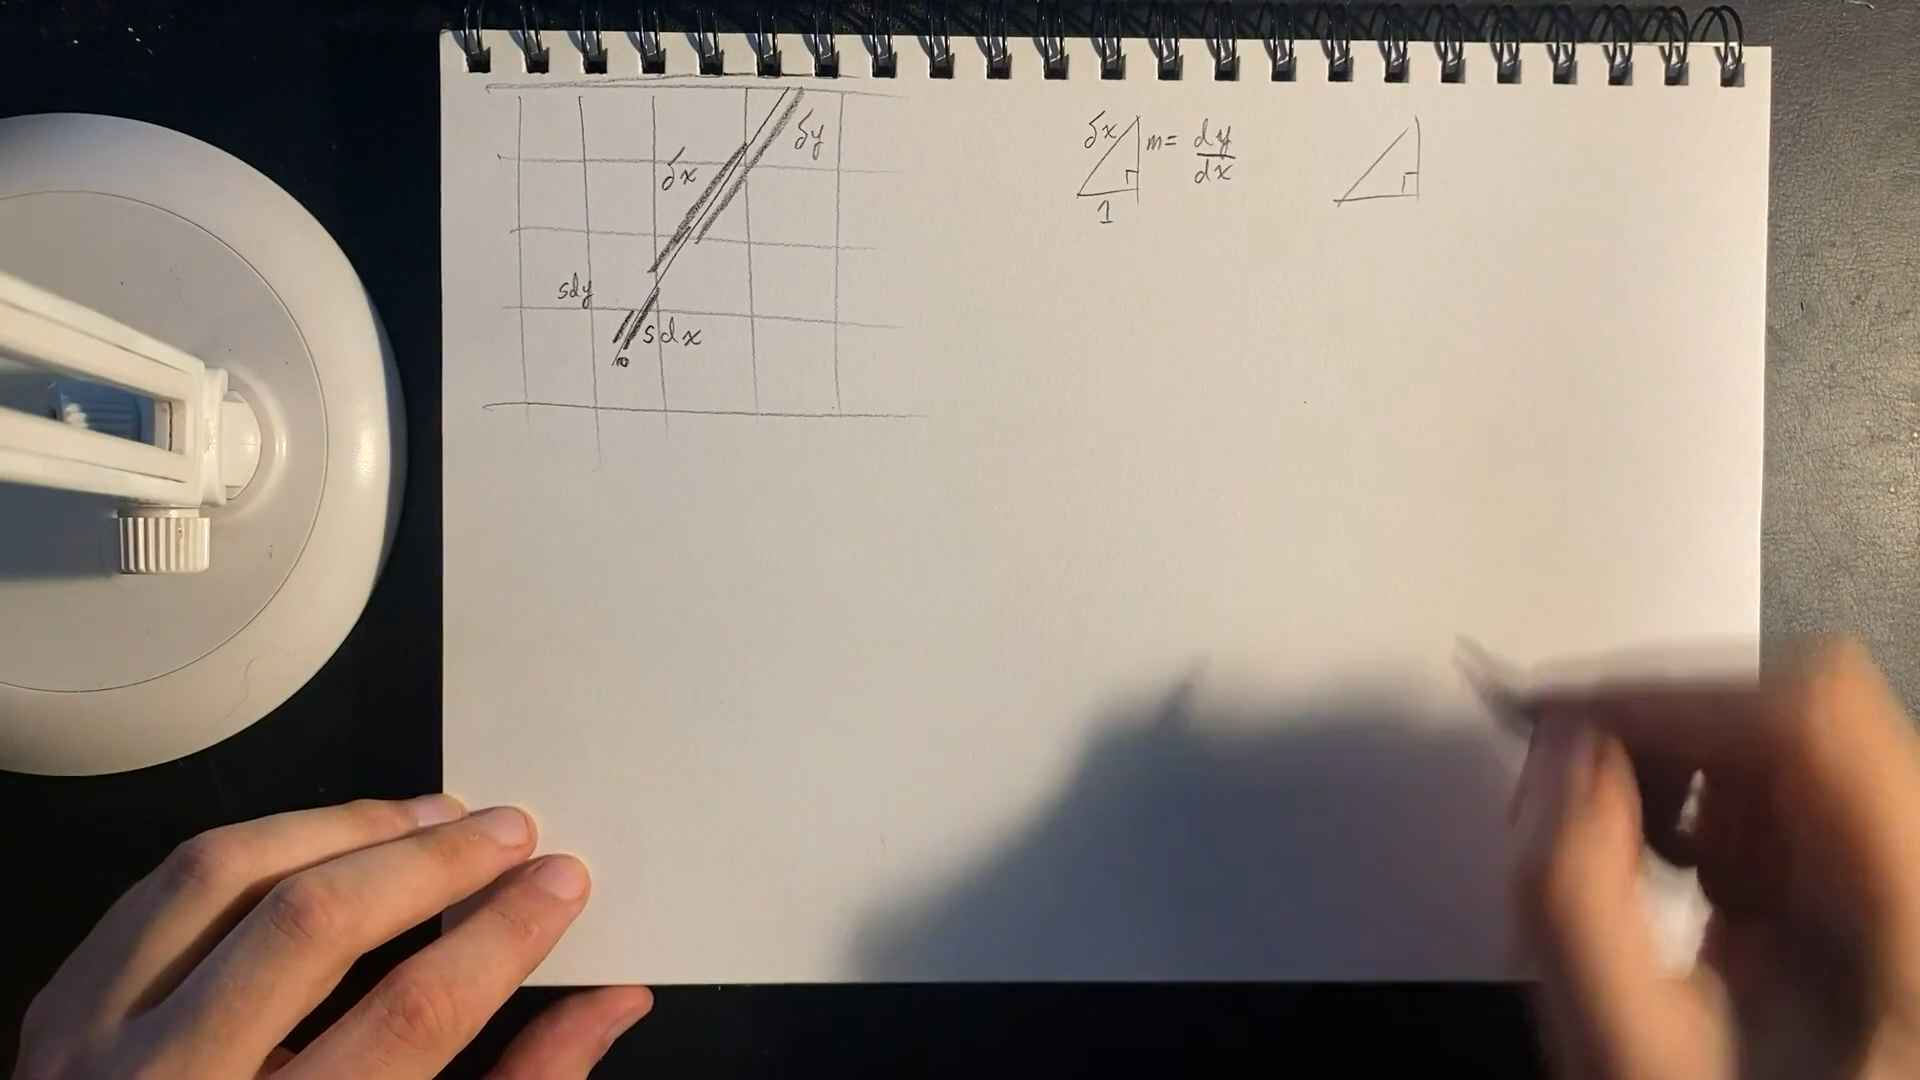 δy
δx
sdy
sdx
δx
m = dy
dx
1